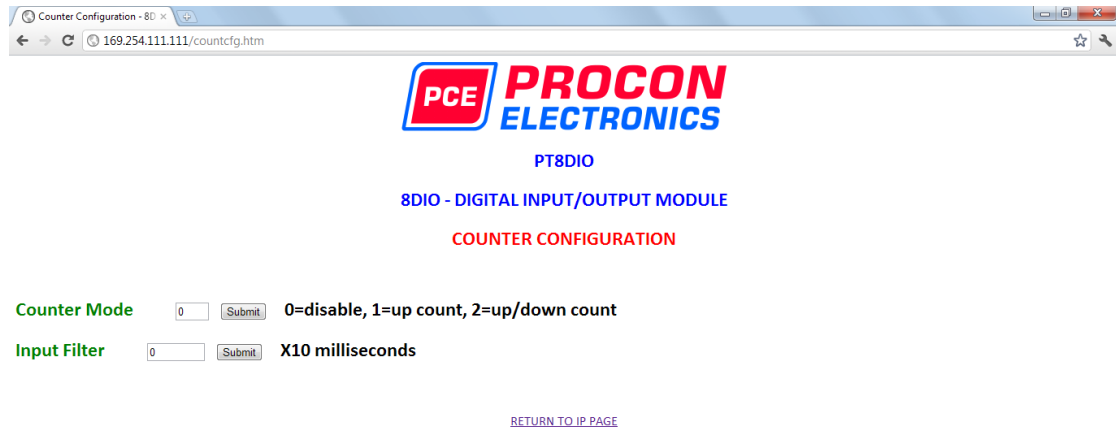 Counter Configuration - 8D
169.254.111.111/countcfg.htm
PCE PROCON ELECTRONICS
PT8DIO
8DIO - DIGITAL INPUT/OUTPUT MODULE
COUNTER CONFIGURATION
Counter Mode 0 Submit 0=disable, 1=up count, 2=up/down count
Input Filter 0 Submit X10 milliseconds
RETURN TO IP PAGE